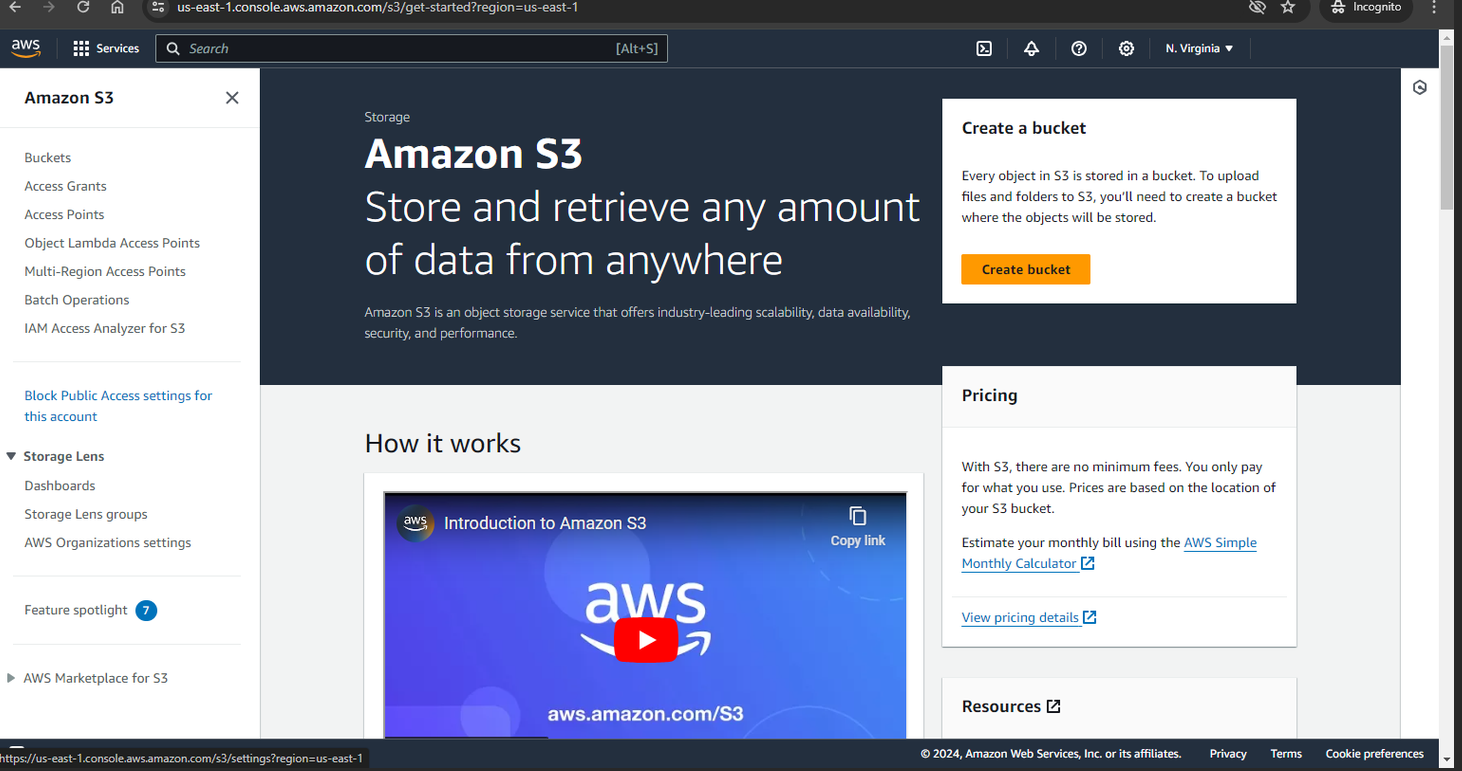 us-east-1.console.aws.amazon.com/s3/get-started?region=us-east-1
Incognito
aws
Services
Search
[Alt+S]
N. Virginia
Amazon S3
Buckets
Access Grants
Access Points
Object Lambda Access Points
Multi-Region Access Points
Batch Operations
IAM Access Analyzer for S3
Block Public Access settings for
this account
Storage Lens
Dashboards
Storage Lens groups
AWS Organizations settings
Feature spotlight 7
AWS Marketplace for S3
Storage
Amazon S3
Store and retrieve any amount
of data from anywhere
Amazon S3 is an object storage service that offers industry-leading scalability, data availability,
security, and performance.
How it works
aws
Introduction to Amazon S3
Copy link
aws
aws.amazon.com/S3
Create a bucket
Every object in S3 is stored in a bucket. To upload
files and folders to S3, you'll need to create a bucket
where the objects will be stored.
Create bucket
Pricing
With S3, there are no minimum fees. You only pay
for what you use. Prices are based on the location of
your S3 bucket.
Estimate your monthly bill using the AWS Simple
Monthly Calculator
View pricing details
Resources
https://us-east-1.console.aws.amazon.com/s3/settings?region=us-east-1
© 2024, Amazon Web Services, Inc. or its affiliates.
Privacy
Terms
Cookie preferences